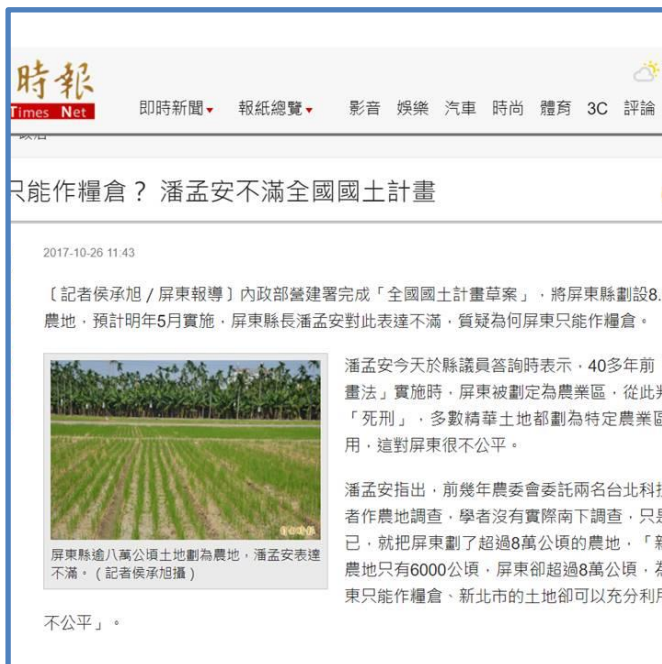 時報
Times Net
即時新聞 報紙總覽 影音 娛樂 汽車 時尚 體育 3C 評論
只能作糧倉？ 潘孟安不滿全國國土計畫
2017-10-26 11:43
〔記者侯承旭／屏東報導〕內政部營建署完成「全國國土計畫草案」，將屏東縣劃設8.
農地，預計明年5月實施，屏東縣長潘孟安對此表達不滿，質疑為何屏東只能作糧倉。
潘孟安今天於縣議員答詢時表示，40多年前
畫法」實施時，屏東被劃定為農業區，從此
「死刑」，多數精華土地都劃為特定農業區
用，這對屏東很不公平。
潘孟安指出，前幾年農委會委託兩名台北科技
者作農地調查，學者沒有實際南下調查，只是
已，就把屏東劃了超過8萬公頃的農地，「新
農地只有6000公頃，屏東卻超過8萬公頃，為
東只能作糧倉、新北市的土地卻可以充分利用
不公平」。
自由時報
屏東縣逾八萬公頃土地劃為農地，潘孟安表達
不滿。（記者侯承旭攝）